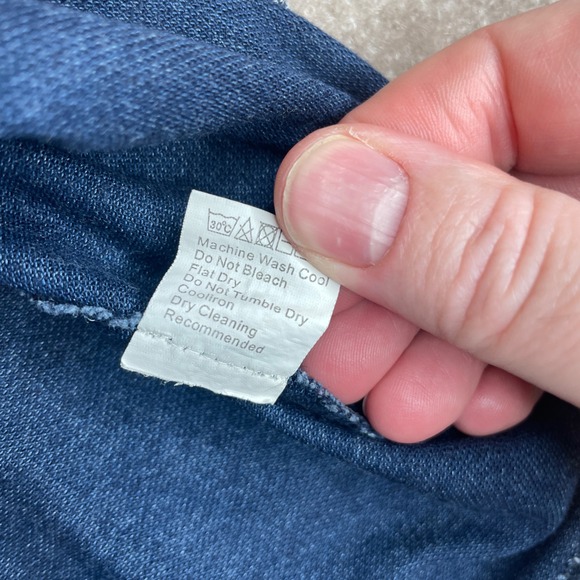 30°C
Machine Wash Cool
Do Not Bleach
Flat Dry
Do Not Tumble Dry
CoolIron
Dry Cleaning
Recommended